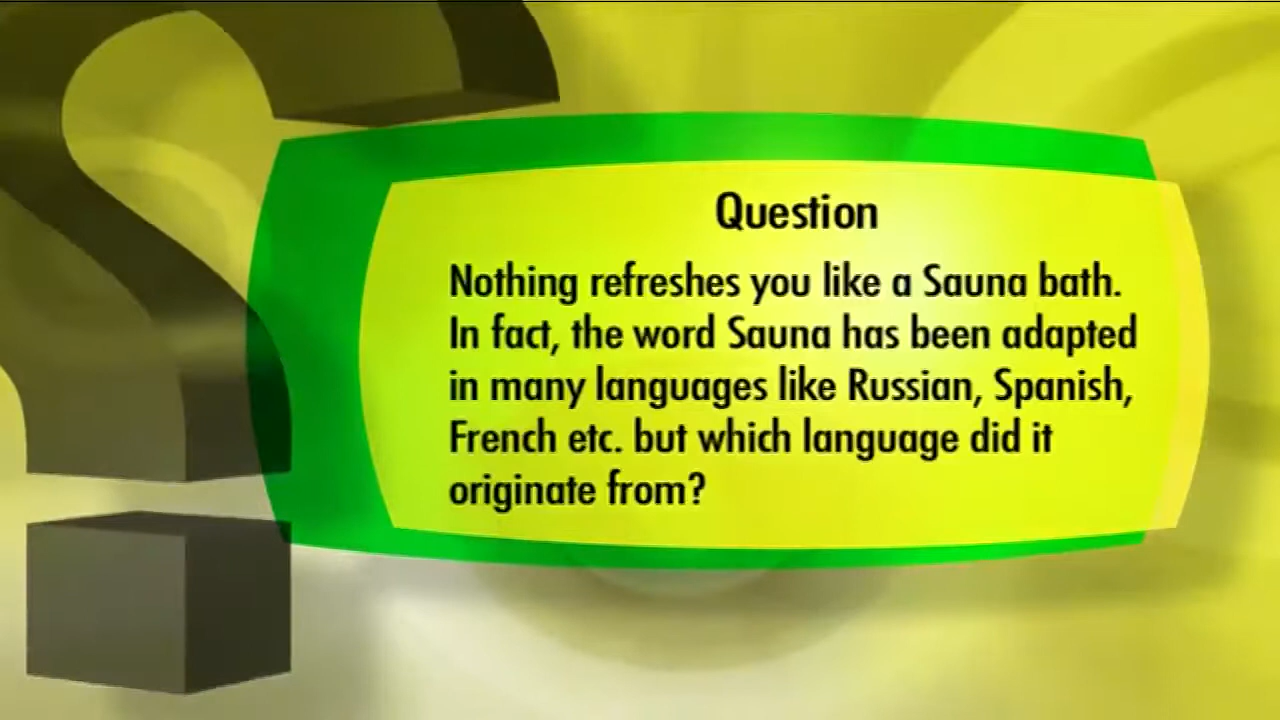 Question
Nothing refreshes you like a Sauna bath.
In fact, the word Sauna has been adapted
in many languages like Russian, Spanish,
French etc. but which language did it
originate from?